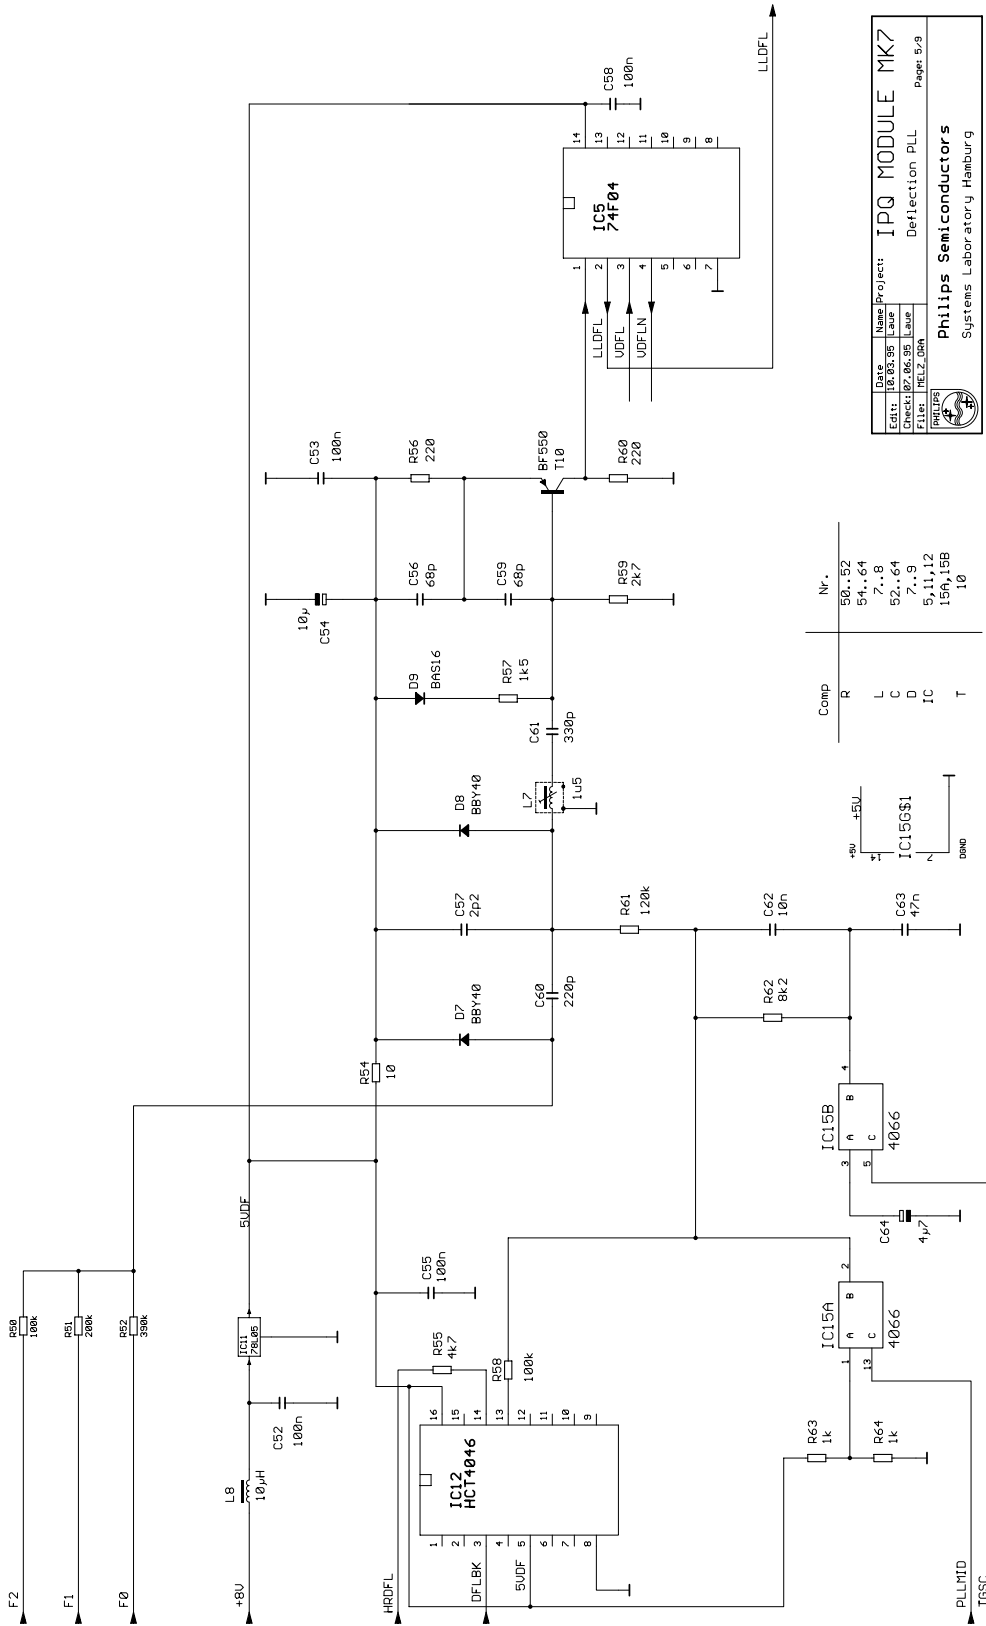 F2
R50
100k
F1
R51
200k
F0
R52
390k
+8V
L8
10µH
C52
100n
IC11
78L05
5VDF
HRDFL
DFLBK
5VDF
IC12
HCT4046
1
2
3
4
5
6
7
8
16
15
14
13
12
11
10
9
R55
4k7
C55
100n
R58
100k
R54
10
D7
BBY40
C60
220p
C57
2p2
D8
BBY40
L7
1u5
C61
330p
D9
BAS16
R57
1k5
10µ
C54
C53
100n
C56
68p
C59
68p
R56
220
BF550
T10
R59
2k7
R60
220
R61
120k
C62
10n
C63
47n
R62
8k2
R63
1k
R64
1k
IC15A
4066
1
13
2
A
B
C
IC15B
4066
3
5
4
A
B
C
C64
4µ7
PLLMID
TGSC
LLDFL
VDFL
VDFLN
IC5
74F04
1
2
3
4
5
6
7
14
13
12
11
10
9
8
C58
100n
LLDFL
+5V
+5V
14
IC15G$1
7
DGND
Comp Nr.
R 50..52
54..64
L 7..8
C 52..64
D 7..9
IC 5,11,12
15A,15B
T 10
Date Name Project: IPQ MODULE MK7
Edit: 10.03.95 Laue
Check: 07.06.95 Laue
Deflection PLL Page: 5/9
File: MELZ_DRA
PHILIPS
Philips Semiconductors
Systems Laboratory Hamburg